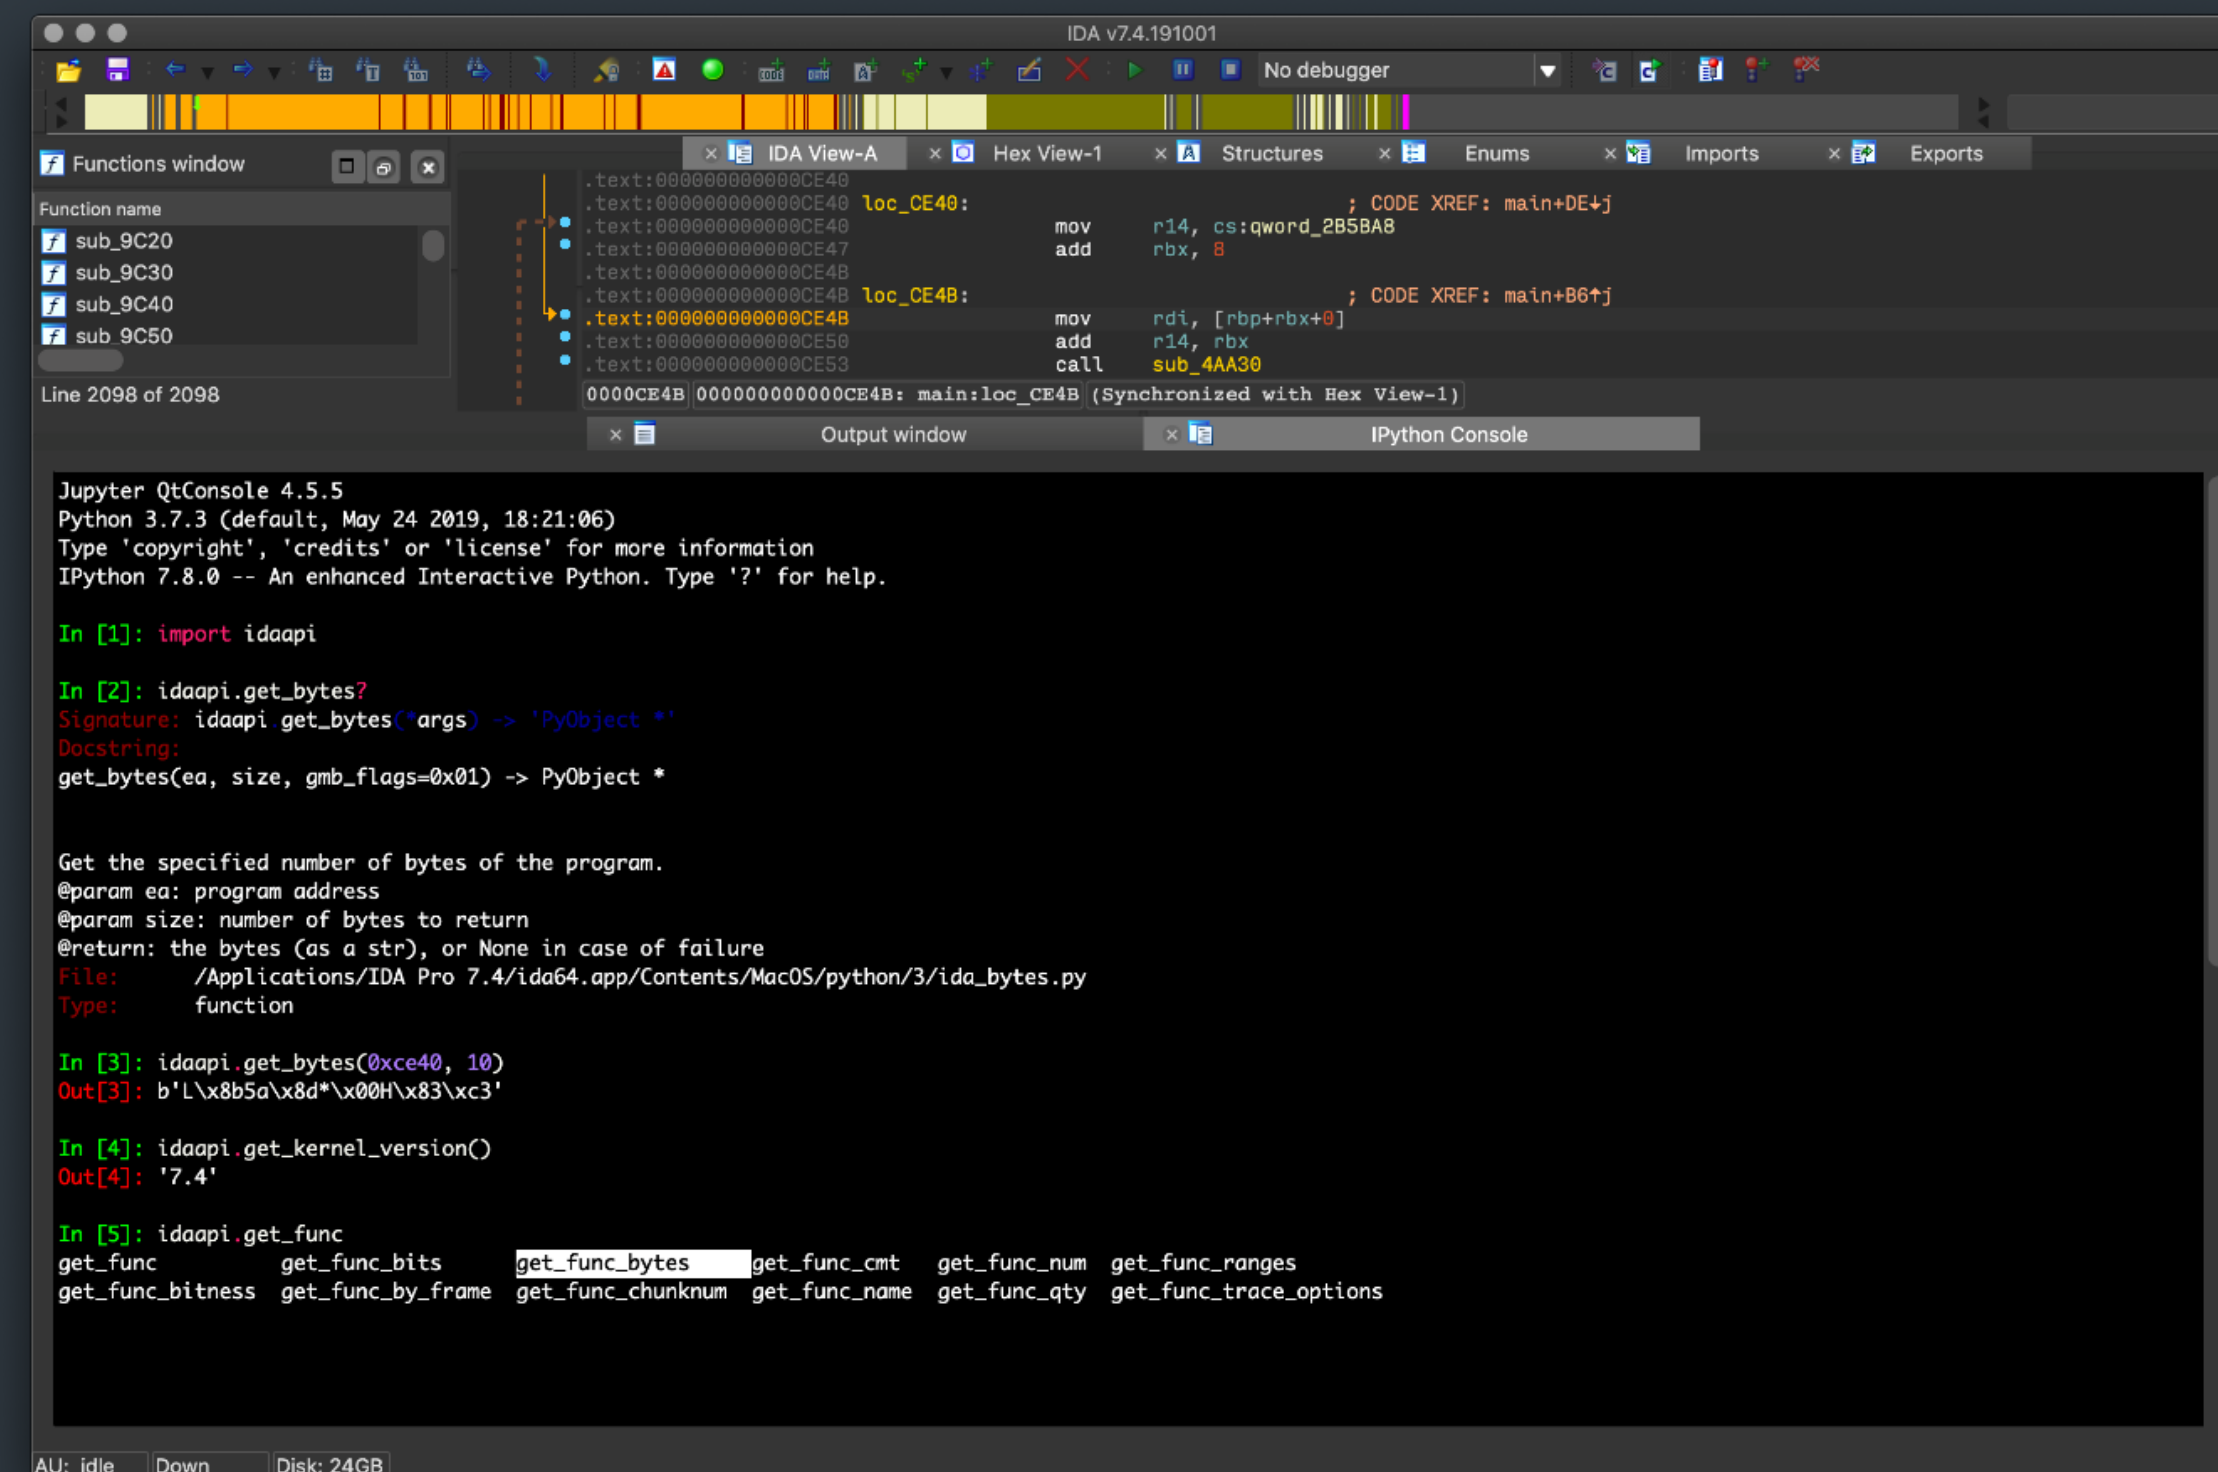 IDA v7.4.191001
No debugger
Functions window
IDA View-A
Hex View-1
Structures
Enums
Imports
Exports
Function name
sub_9C20
sub_9C30
sub_9C40
sub_9C50
Line 2098 of 2098
.text:000000000000CE40
.text:000000000000CE40 loc_CE40: ; CODE XREF: main+DE↓j
.text:000000000000CE40 mov r14, cs:qword_2B5BA8
.text:000000000000CE47 add rbx, 8
.text:000000000000CE4B
.text:000000000000CE4B loc_CE4B: ; CODE XREF: main+B6↑j
.text:000000000000CE4B mov rdi, [rbp+rbx+0]
.text:000000000000CE50 add r14, rbx
.text:000000000000CE53 call sub_4AA30
0000CE4B 000000000000CE4B: main:loc_CE4B (Synchronized with Hex View-1)
Output window
IPython Console
Jupyter QtConsole 4.5.5
Python 3.7.3 (default, May 24 2019, 18:21:06)
Type 'copyright', 'credits' or 'license' for more information
IPython 7.8.0 -- An enhanced Interactive Python. Type '?' for help.
In [1]: import idaapi
In [2]: idaapi.get_bytes?
Signature: idaapi.get_bytes(*args) -> 'PyObject *'
Docstring:
get_bytes(ea, size, gmb_flags=0x01) -> PyObject *
Get the specified number of bytes of the program.
@param ea: program address
@param size: number of bytes to return
@return: the bytes (as a str), or None in case of failure
File: /Applications/IDA Pro 7.4/ida64.app/Contents/MacOS/python/3/ida_bytes.py
Type: function
In [3]: idaapi.get_bytes(0xce40, 10)
Out[3]: b'L\x8b5a\x8d*\x00H\x83\xc3'
In [4]: idaapi.get_kernel_version()
Out[4]: '7.4'
In [5]: idaapi.get_func
get_func get_func_bits get_func_bytes get_func_cmt get_func_num get_func_ranges
get_func_bitness get_func_by_frame get_func_chunknum get_func_name get_func_qty get_func_trace_options
AU: idle Down Disk: 24GB